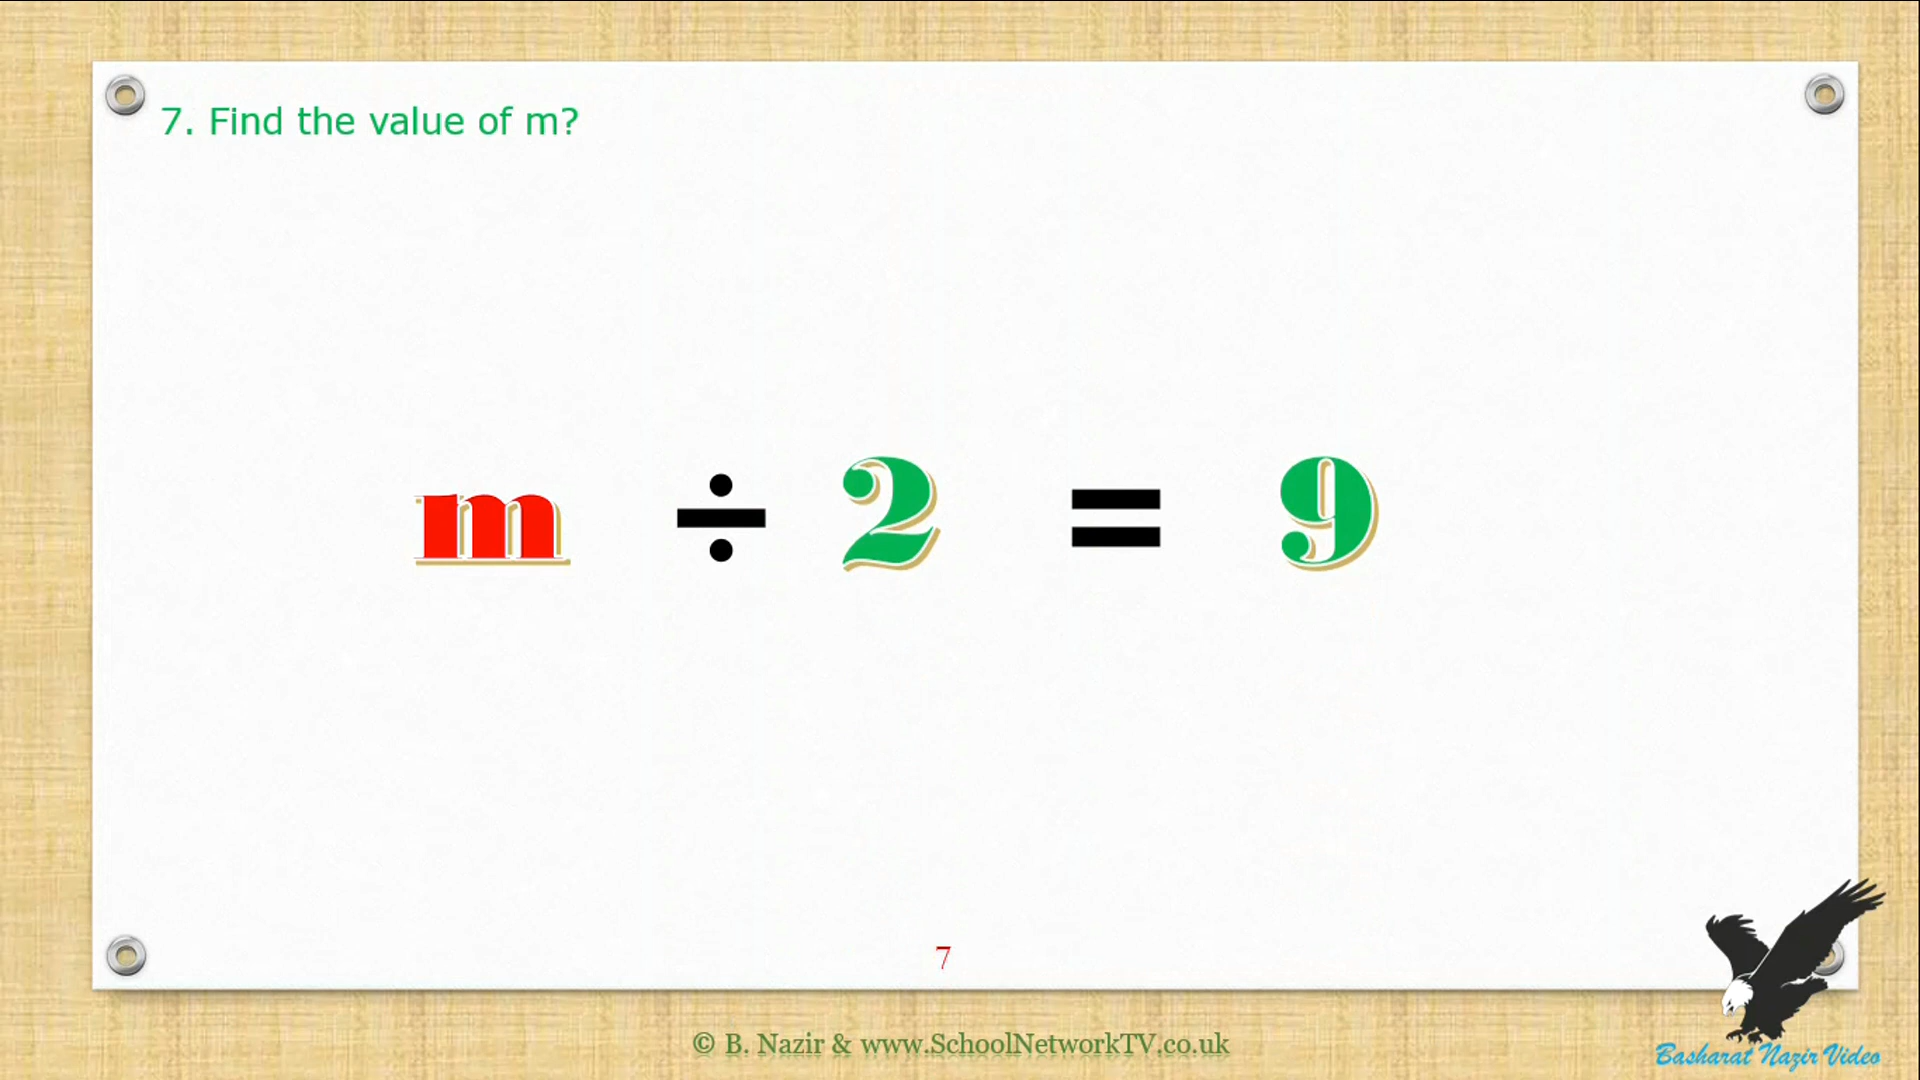 7. Find the value of m?
m ÷ 2 = 9
7
© B. Nazir & www.SchoolNetworkTV.co.uk
Basharat Nazir Video